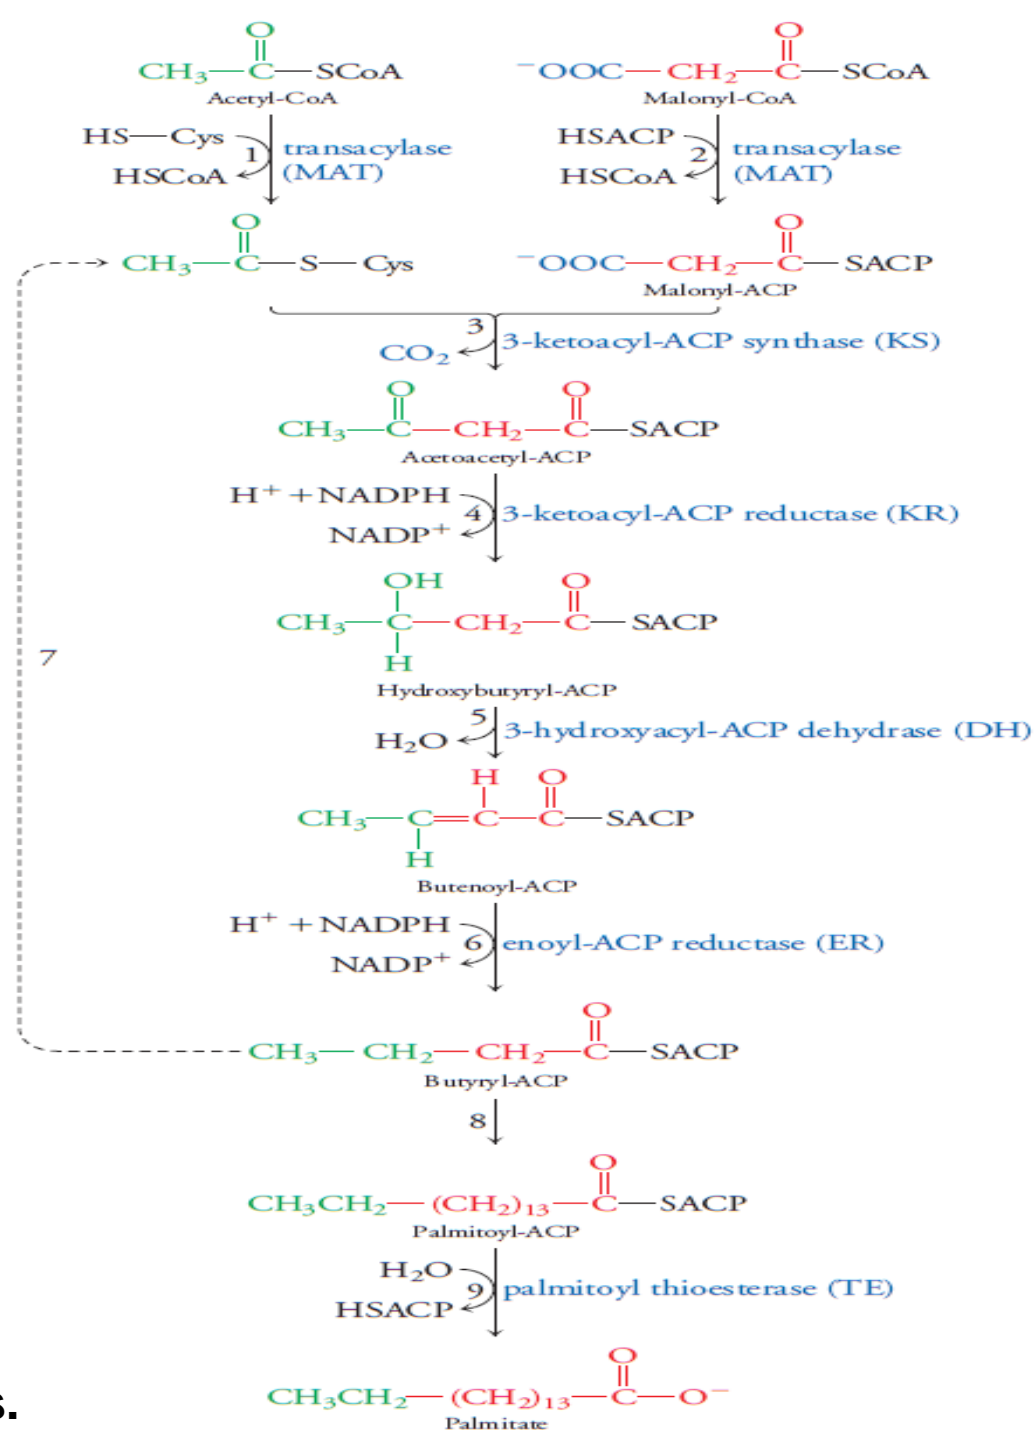 O
CH₃—C—SCoA
Acetyl-CoA
O
⁻OOC—CH₂—C—SCoA
Malonyl-CoA
HS—Cys
1
transacylase
(MAT)
HSCoA
HSACP
2
transacylase
(MAT)
HSCoA
O
CH₃—C—S—Cys
O
⁻OOC—CH₂—C—SACP
Malonyl-ACP
3
CO₂
3-ketoacyl-ACP synthase (KS)
O O
CH₃—C—CH₂—C—SACP
Acetoacetyl-ACP
H⁺ + NADPH
4
3-ketoacyl-ACP reductase (KR)
NADP⁺
OH O
CH₃—C—CH₂—C—SACP
H
Hydroxybutyryl-ACP
7
5
H₂O
3-hydroxyacyl-ACP dehydrase (DH)
H O
CH₃—C=C—C—SACP
H
Butenoyl-ACP
H⁺ + NADPH
6
enoyl-ACP reductase (ER)
NADP⁺
O
CH₃—CH₂—CH₂—C—SACP
Butyryl-ACP
8
O
CH₃CH₂—(CH₂)₁₃—C—SACP
Palmitoyl-ACP
H₂O
9
palmitoyl thioesterase (TE)
HSACP
O
CH₃CH₂—(CH₂)₁₃—C—O⁻
Palmitate
s.